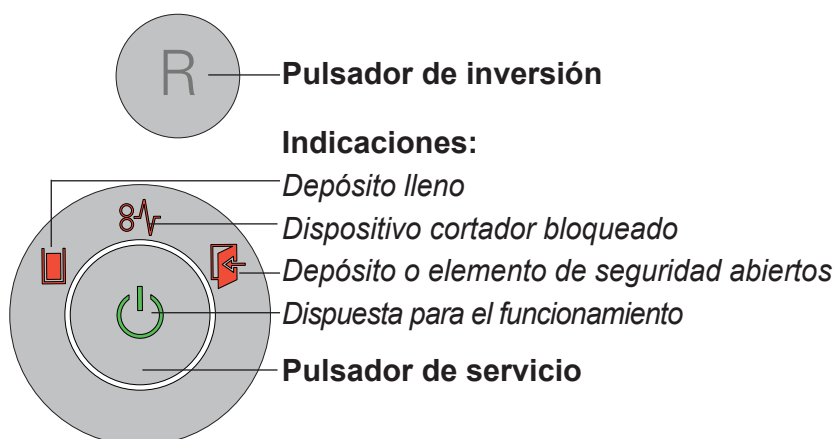 R
Pulsador de inversión
Indicaciones:
Depósito lleno
Dispositivo cortador bloqueado
Depósito o elemento de seguridad abiertos
Dispuesta para el funcionamiento
Pulsador de servicio